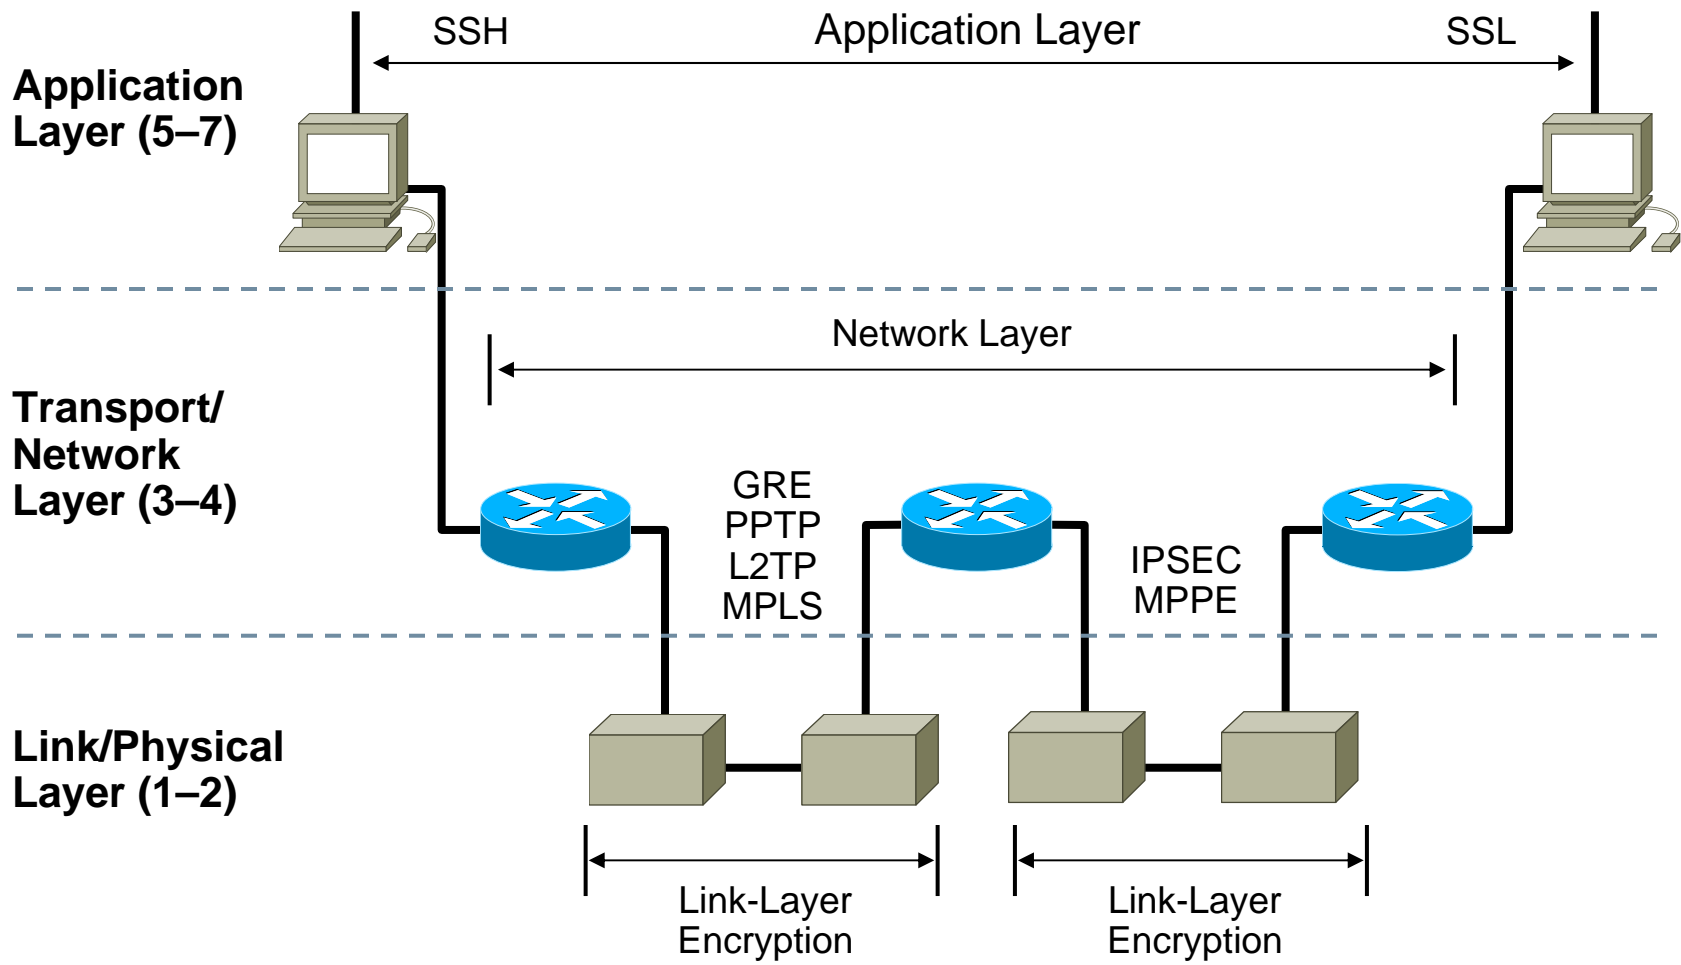 SSH
Application Layer
SSL
Application
Layer (5–7)
Network Layer
Transport/
Network
Layer (3–4)
GRE
PPTP
L2TP
MPLS
IPSEC
MPPE
Link/Physical
Layer (1–2)
Link-Layer
Encryption
Link-Layer
Encryption